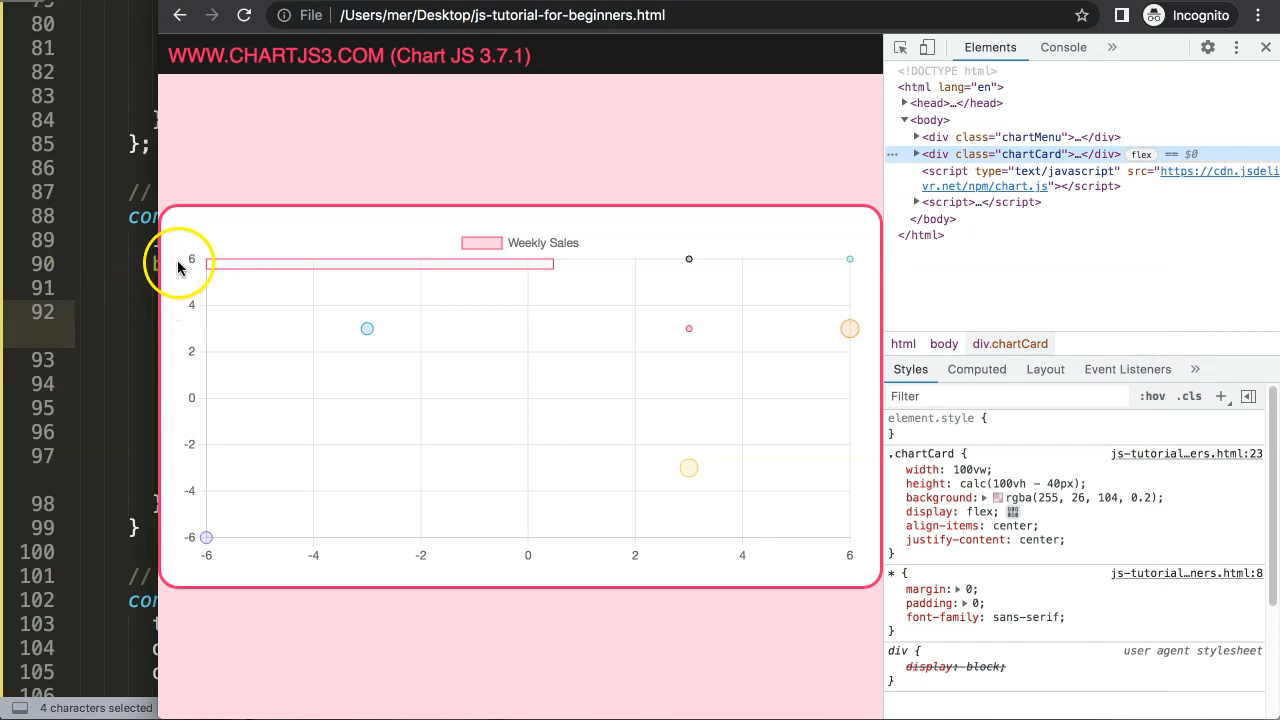 80
81
82
83
84 }
85 };
86
87 //
88 con
89
90
91
92
93
94
95
96
97
98 }
99 }
100
101 //
102 con
103 t
104 c
105 c
106
4 characters selected
File /Users/mer/Desktop/js-tutorial-for-beginners.html
Incognito
WWW.CHARTJS3.COM (Chart JS 3.7.1)
Weekly Sales
6
4
2
0
-2
-4
-6
-6 -4 -2 0 2 4 6
Elements Console »
<!DOCTYPE html>
<html lang="en">
<head>…</head>
<body>
<div class="chartMenu">…</div>
… <div class="chartCard">…</div> flex == $0
<script type="text/javascript" src="https://cdn.jsdeli
vr.net/npm/chart.js"></script>
<script>…</script>
</body>
</html>
html body div.chartCard
Styles Computed Layout Event Listeners »
Filter :hov .cls +
element.style {
}
.chartCard { js-tutorial…ers.html:23
width: 100vw;
height: calc(100vh - 40px);
background: rgba(255, 26, 104, 0.2);
display: flex;
align-items: center;
justify-content: center;
}
* { js-tutorial…ners.html:8
margin: 0;
padding: 0;
font-family: sans-serif;
}
div { user agent stylesheet
display: block;
}